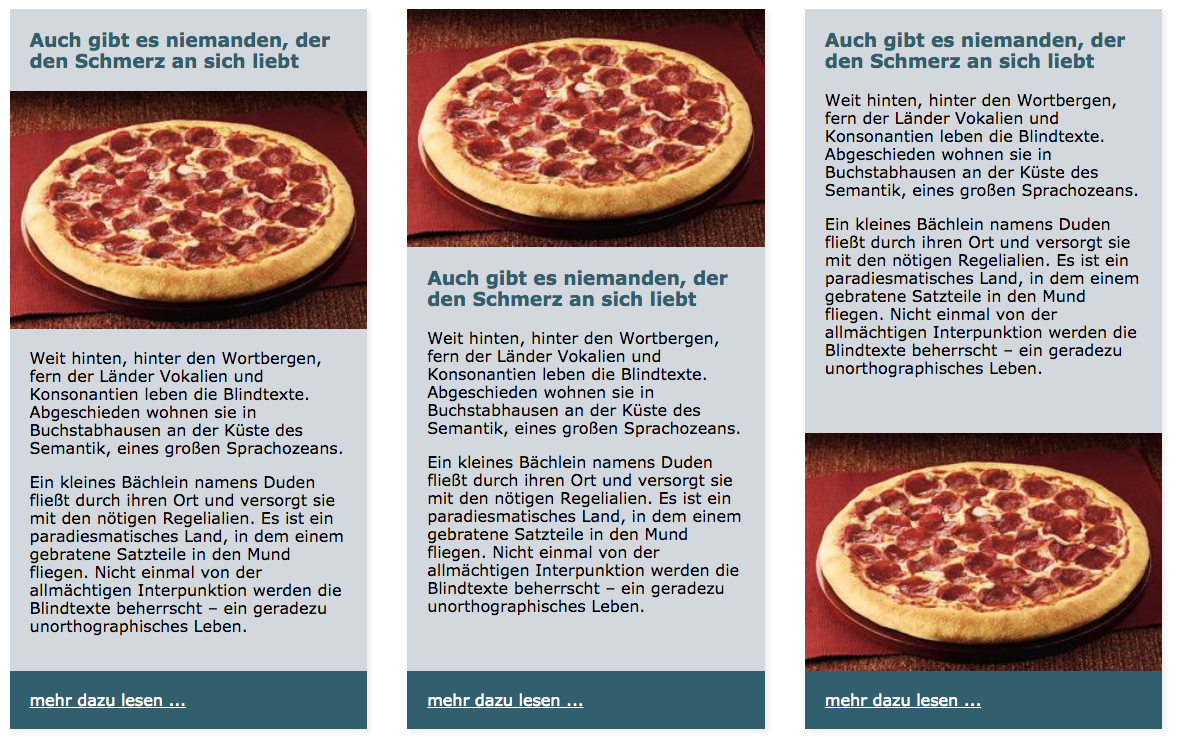 Auch gibt es niemanden, der
den Schmerz an sich liebt
Weit hinten, hinter den Wortbergen,
fern der Länder Vokalien und
Konsonantien leben die Blindtexte.
Abgeschieden wohnen sie in
Buchstabhausen an der Küste des
Semantik, eines großen Sprachozeans.
Ein kleines Bächlein namens Duden
fließt durch ihren Ort und versorgt sie
mit den nötigen Regelialien. Es ist ein
paradiesmatisches Land, in dem einem
gebratene Satzteile in den Mund
fliegen. Nicht einmal von der
allmächtigen Interpunktion werden die
Blindtexte beherrscht – ein geradezu
unorthographisches Leben.
mehr dazu lesen ...
Auch gibt es niemanden, der
den Schmerz an sich liebt
Weit hinten, hinter den Wortbergen,
fern der Länder Vokalien und
Konsonantien leben die Blindtexte.
Abgeschieden wohnen sie in
Buchstabhausen an der Küste des
Semantik, eines großen Sprachozeans.
Ein kleines Bächlein namens Duden
fließt durch ihren Ort und versorgt sie
mit den nötigen Regelialien. Es ist ein
paradiesmatisches Land, in dem einem
gebratene Satzteile in den Mund
fliegen. Nicht einmal von der
allmächtigen Interpunktion werden die
Blindtexte beherrscht – ein geradezu
unorthographisches Leben.
mehr dazu lesen ...
Auch gibt es niemanden, der
den Schmerz an sich liebt
Weit hinten, hinter den Wortbergen,
fern der Länder Vokalien und
Konsonantien leben die Blindtexte.
Abgeschieden wohnen sie in
Buchstabhausen an der Küste des
Semantik, eines großen Sprachozeans.
Ein kleines Bächlein namens Duden
fließt durch ihren Ort und versorgt sie
mit den nötigen Regelialien. Es ist ein
paradiesmatisches Land, in dem einem
gebratene Satzteile in den Mund
fliegen. Nicht einmal von der
allmächtigen Interpunktion werden die
Blindtexte beherrscht – ein geradezu
unorthographisches Leben.
mehr dazu lesen ...